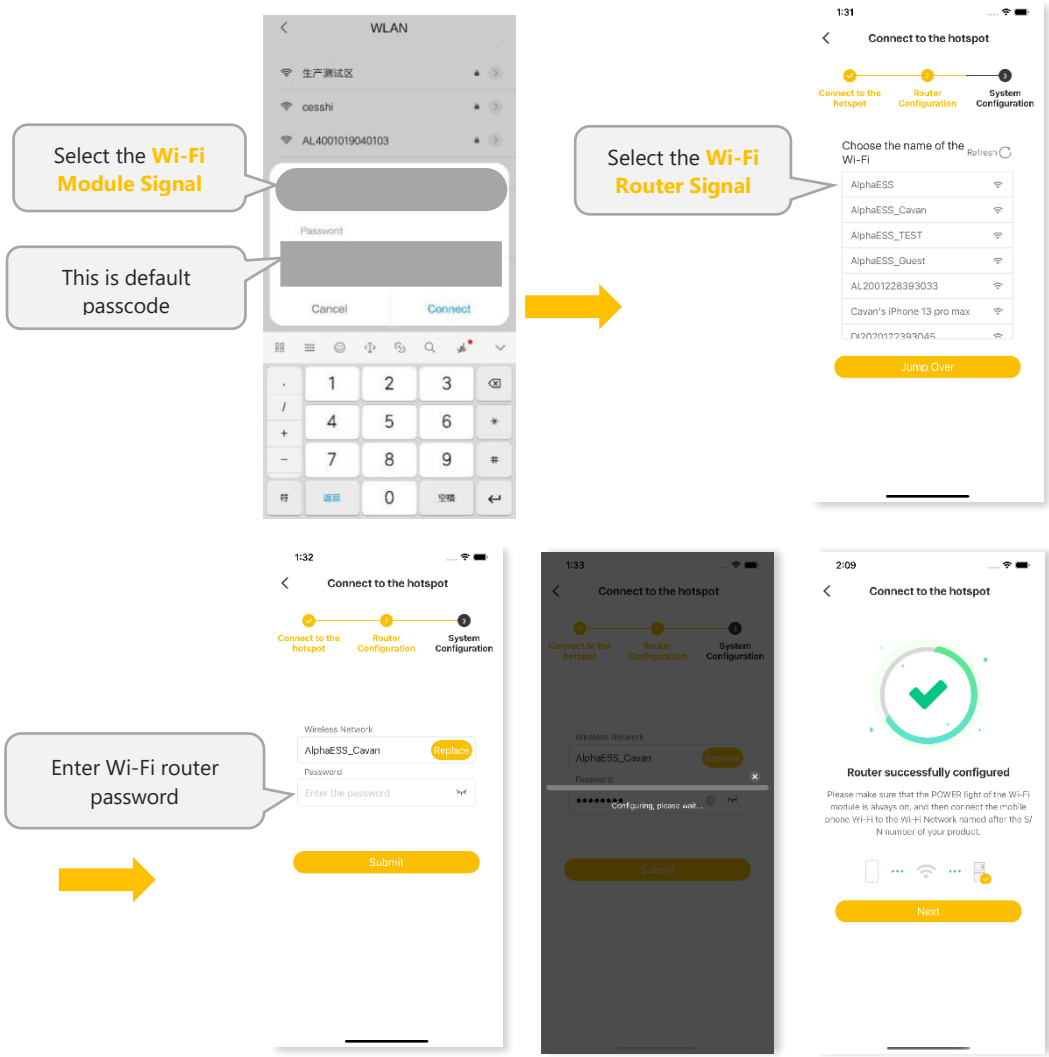 WLAN
生产测试区
cesshi
AL4001019040103
Select the Wi-Fi
Module Signal
Password
This is default
passcode
Cancel
Connect
.
1
2
3
/
4
5
6
*
+
-
7
8
9
#
符
返回
0
空格
1:31
Connect to the hotspot
2
3
Connect to the
hotspot
Router
Configuration
System
Configuration
Select the Wi-Fi
Router Signal
Choose the name of the
Wi-Fi
Refresh
AlphaESS
AlphaESS_Cavan
AlphaESS_TEST
AlphaESS_Guest
AL2001228393033
Cavan's iPhone 13 pro max
DI2020122393045
Jump Over
1:32
Connect to the hotspot
2
3
Connect to the
hotspot
Router
Configuration
System
Configuration
Enter Wi-Fi router
password
Wireless Network
AlphaESS_Cavan
Replace
Password
Enter the password
Submit
1:33
Connect to the hotspot
2
3
Connect to the
hotspot
Router
Configuration
System
Configuration
Wireless Network
AlphaESS_Cavan
Replace
Password
Configuring, please wait...
Submit
2:09
Connect to the hotspot
Router successfully configured
Please make sure that the POWER light of the Wi-Fi
module is always on, and then connect the mobile
phone Wi-Fi to the Wi-Fi Network named after the S/
N number of your product.
Next